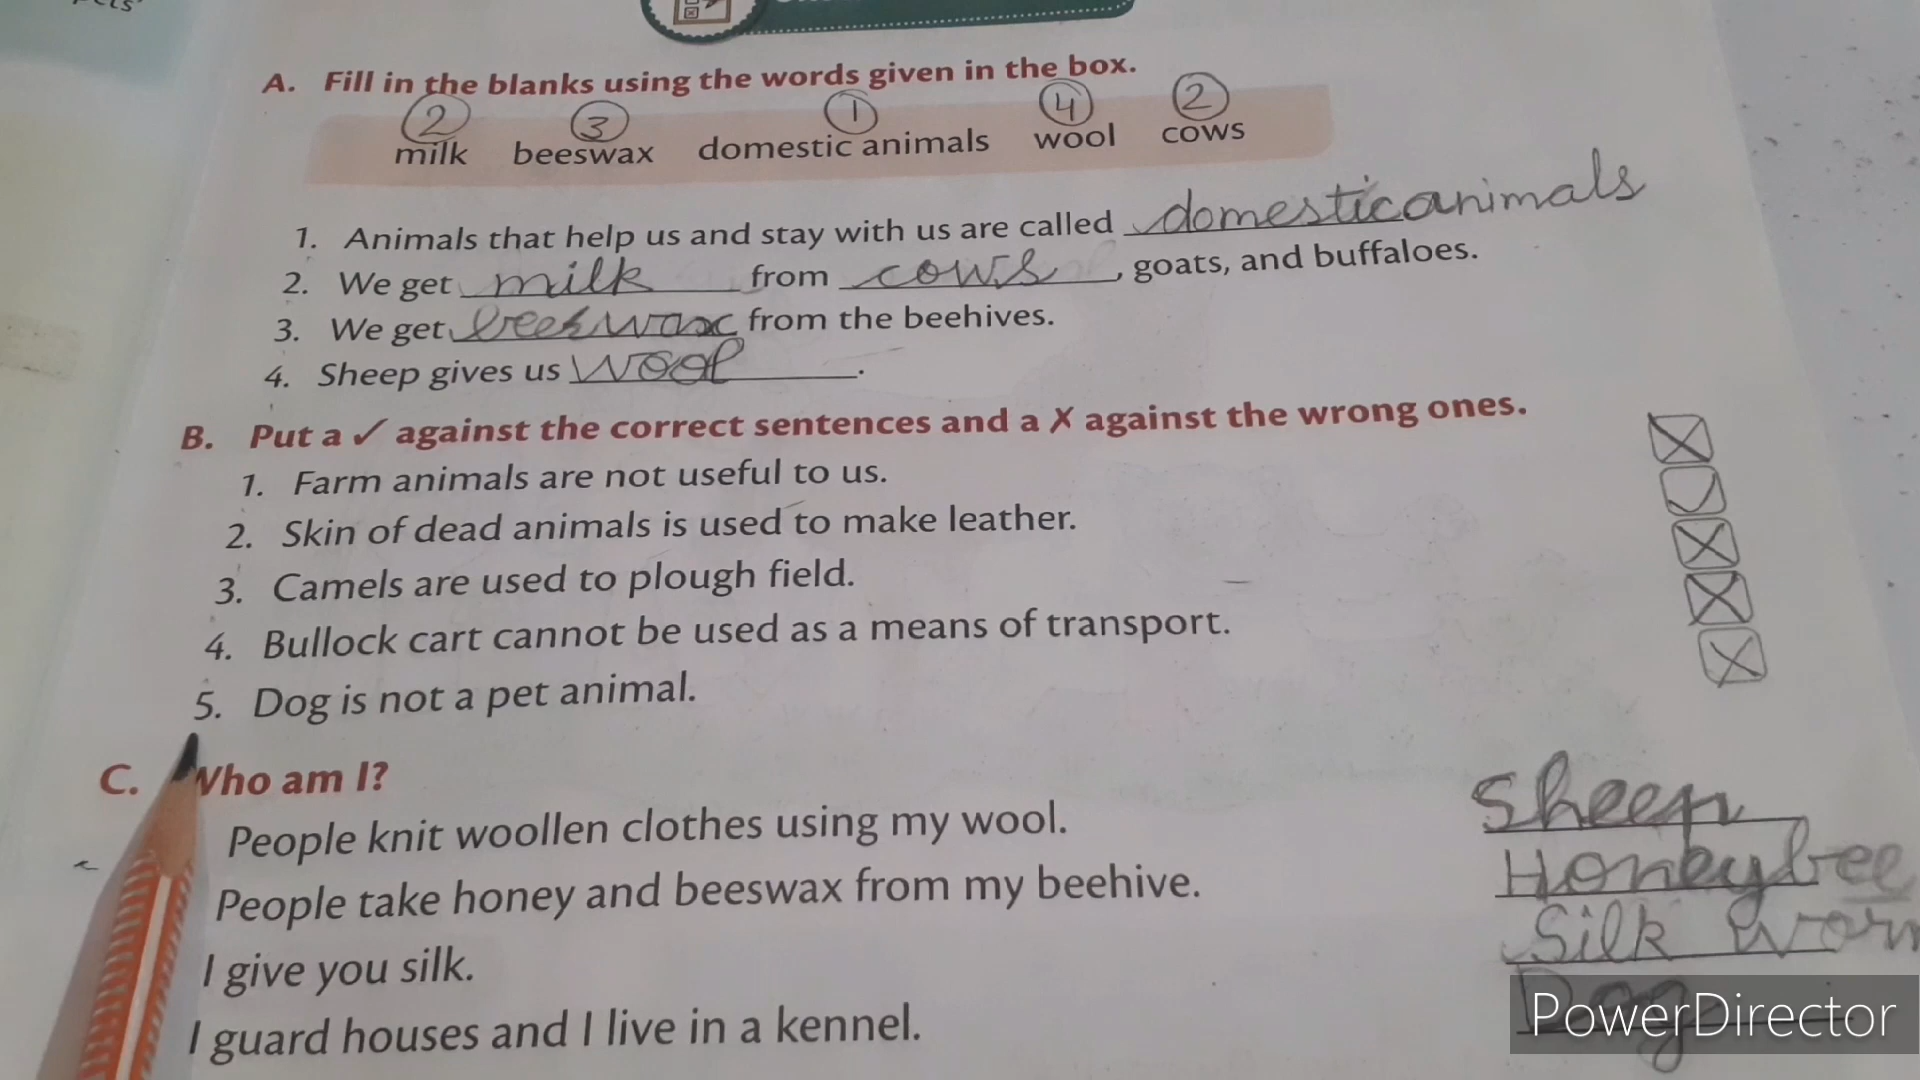 A. Fill in the blanks using the words given in the box.
2 3 1 4 2
milk beeswax domestic animals wool cows
1. Animals that help us and stay with us are called domestic animals
2. We get milk from cows, goats, and buffaloes.
3. We get beeswax from the beehives.
4. Sheep gives us wool.
B. Put a ✓ against the correct sentences and a ✗ against the wrong ones.
1. Farm animals are not useful to us. ✗
2. Skin of dead animals is used to make leather. ✓
3. Camels are used to plough field. ✗
4. Bullock cart cannot be used as a means of transport. ✗
5. Dog is not a pet animal. ✗
C. Who am I?
People knit woollen clothes using my wool. Sheep
People take honey and beeswax from my beehive. Honeybee
I give you silk. Silk worm
I guard houses and I live in a kennel. Dog
PowerDirector